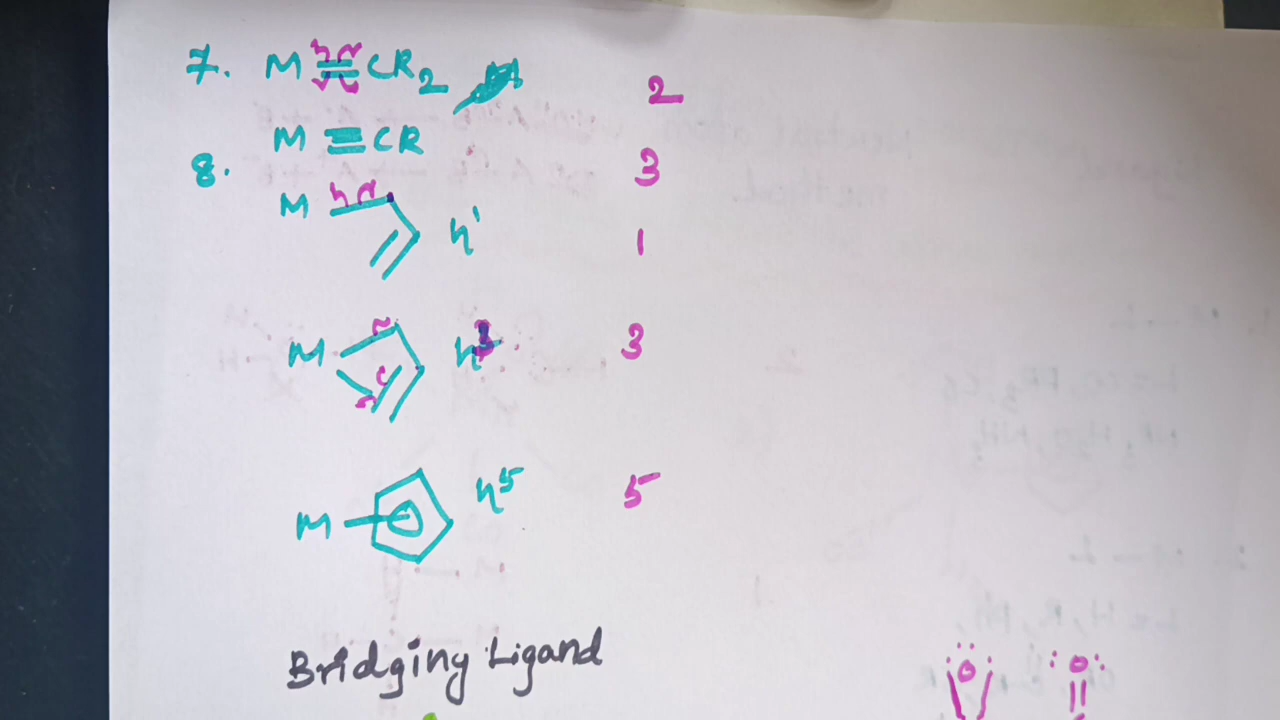 7. M=CR2 2
M≡CR 3
8.
M η1 1
M η3 3
M η5 5
Bridging Ligand
:O: :O: